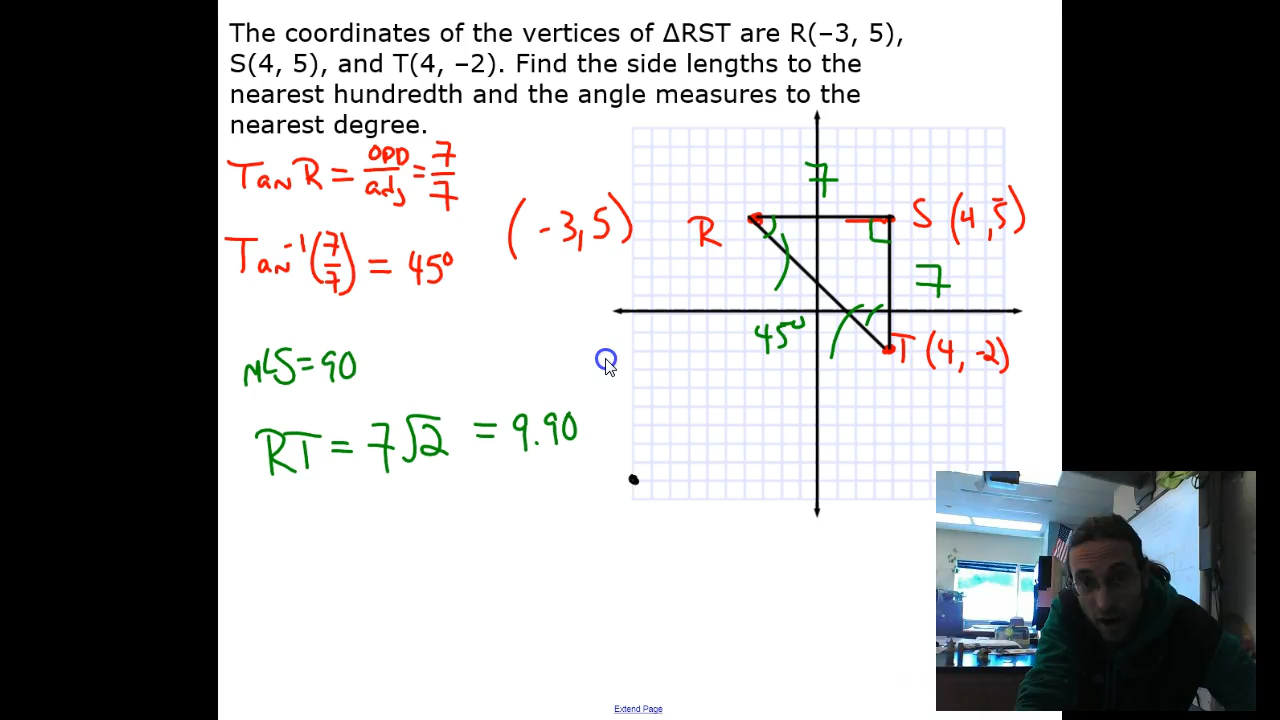 The coordinates of the vertices of ΔRST are R(–3, 5),
S(4, 5), and T(4, –2). Find the side lengths to the
nearest hundredth and the angle measures to the
nearest degree.
Tan R = opp/adj = 7/7
(-3,5)
R
7
S (4,5)
Tan⁻¹(7/7) = 45°
7
45°
T (4, -2)
m∠S=90
RT = 7√2 = 9.90
Extend Page